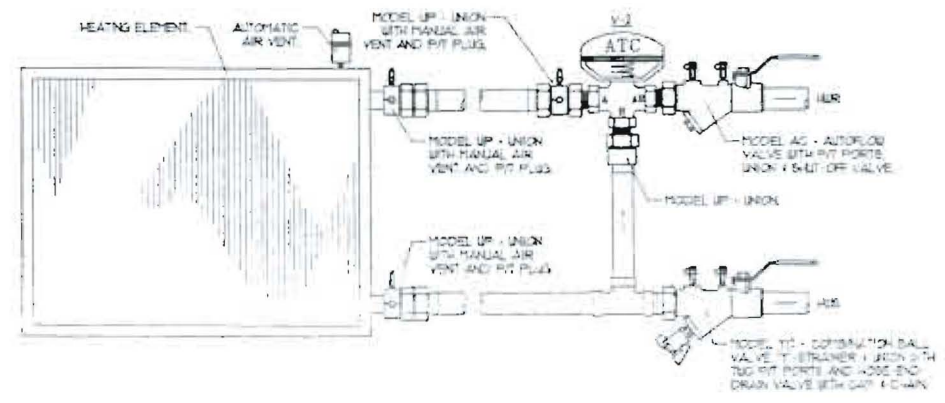 HEATING ELEMENT
AUTOMATIC
AIR VENT
MODEL UP - UNION
WITH MANUAL AIR
VENT AND P/T PLUG
V-1
ATC
A
AB
B
HWR
MODEL UP - UNION
WITH MANUAL AIR
VENT AND P/T PLUG
MODEL AC - AUTOFLOW
VALVE WITH P/T PORTS
UNION & SHUT-OFF VALVE
MODEL UP - UNION
MODEL UP - UNION
WITH MANUAL AIR
VENT AND P/T PLUG
HWS
MODEL - COMBINATION BALL
VALVE, "Y"-STRAINER & UNION WITH
TWO P/T PORTS AND HOSE END
DRAIN VALVE WITH CAP & CHAIN